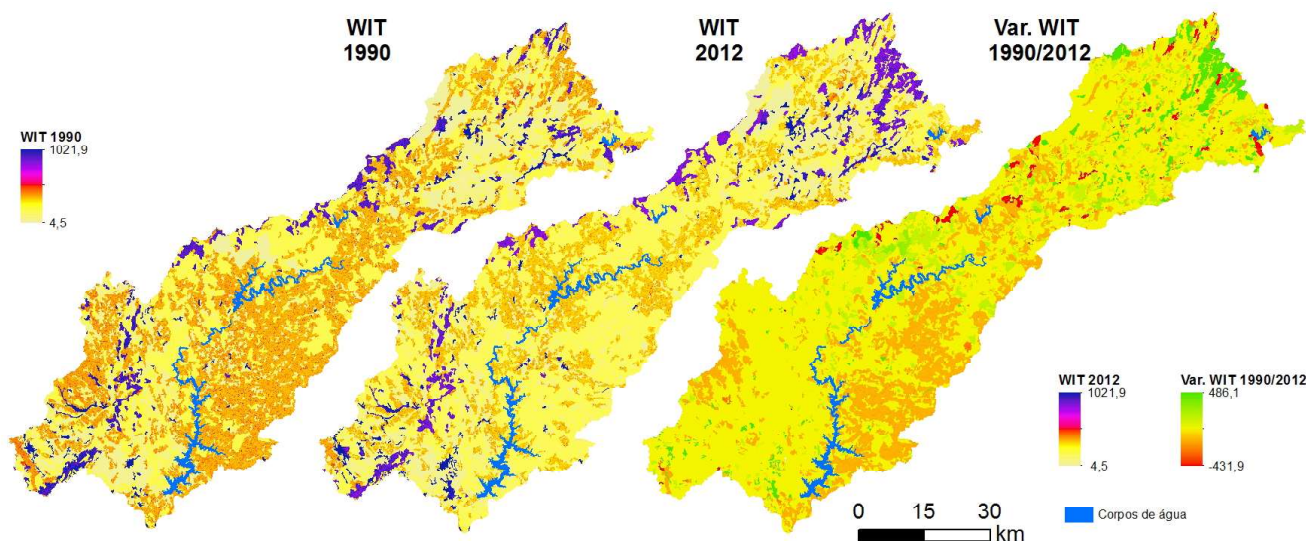 WIT
1990
WIT
2012
Var. WIT
1990/2012
WIT 1990
1021,9
4,5
WIT 2012
1021,9
4,5
Var. WIT 1990/2012
486,1
-431,9
0 15 30
km
Corpos de água